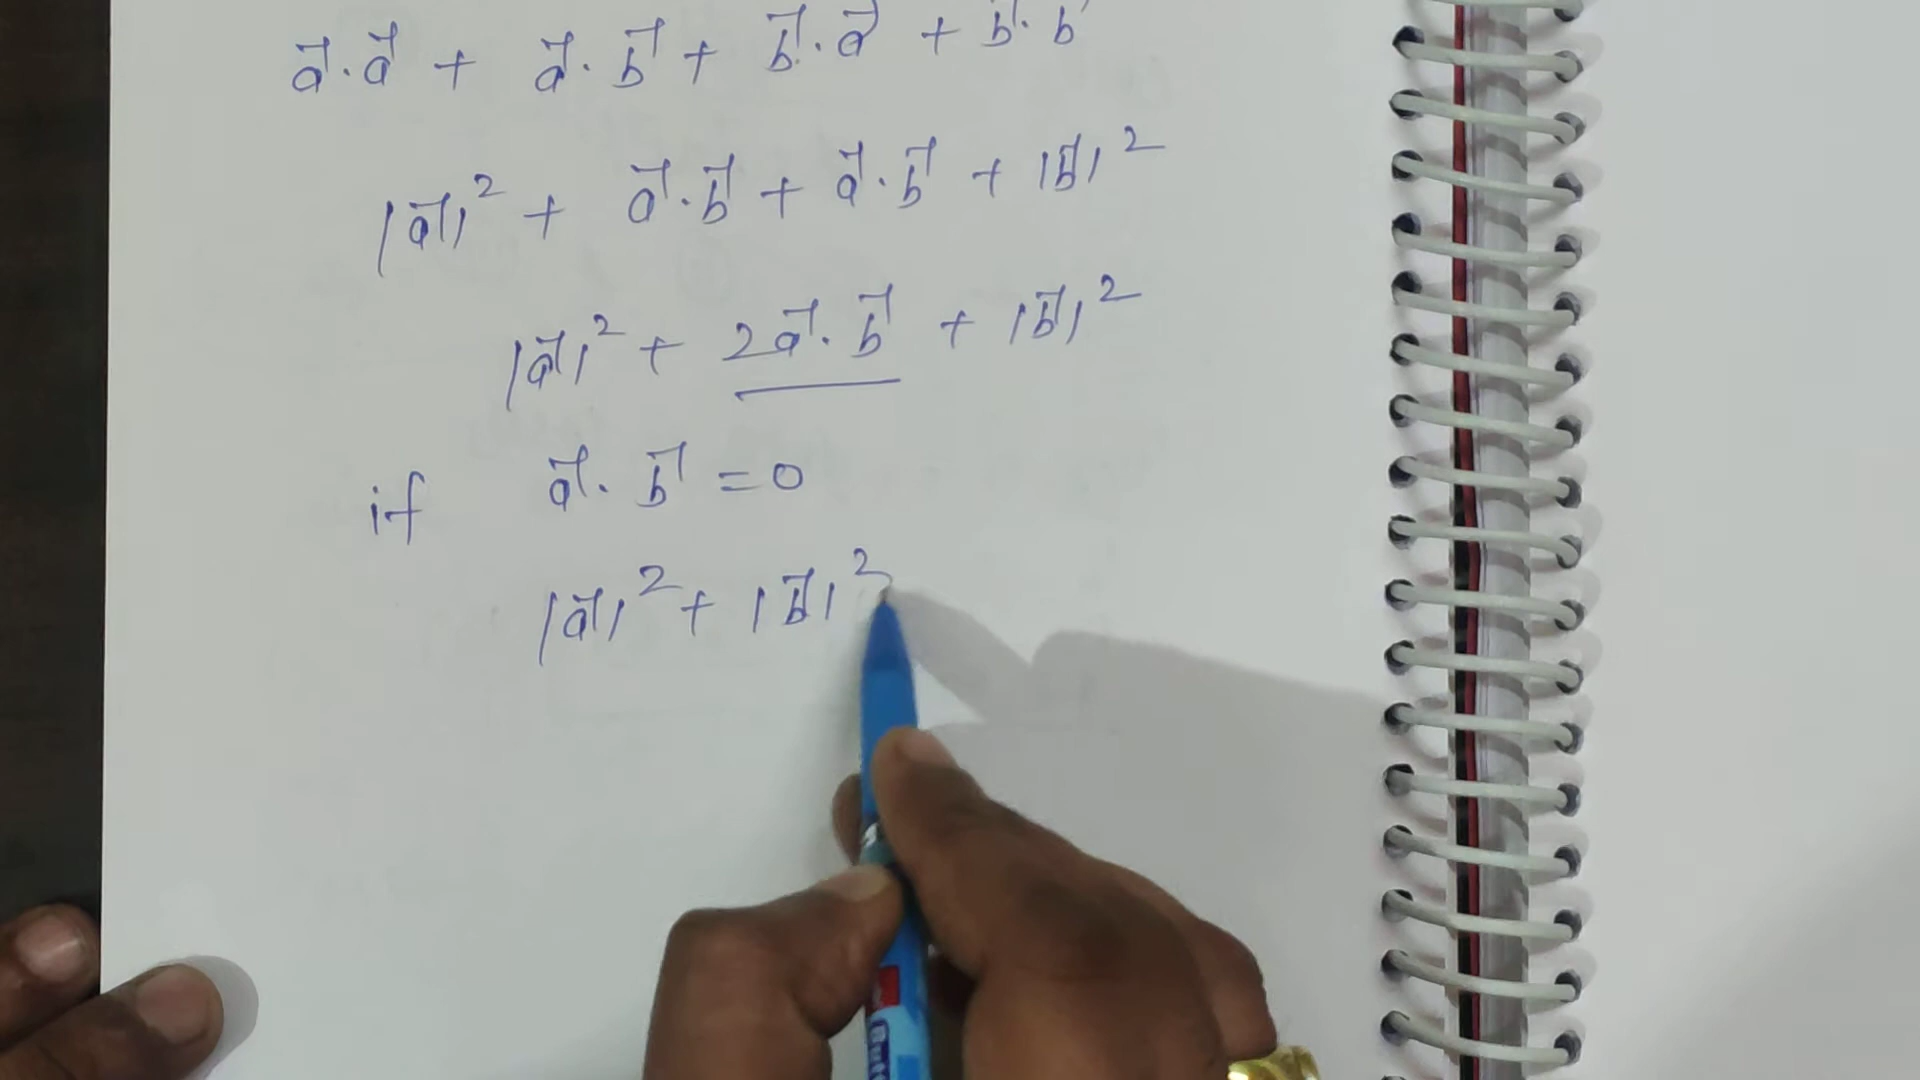 a⃗·a⃗ + a⃗·b⃗ + b⃗·a⃗ + b⃗·b⃗
|a⃗|² + a⃗·b⃗ + a⃗·b⃗ + |b⃗|²
|a⃗|² + 2a⃗·b⃗ + |b⃗|²
if a⃗·b⃗ = 0
|a⃗|² + |b⃗|²